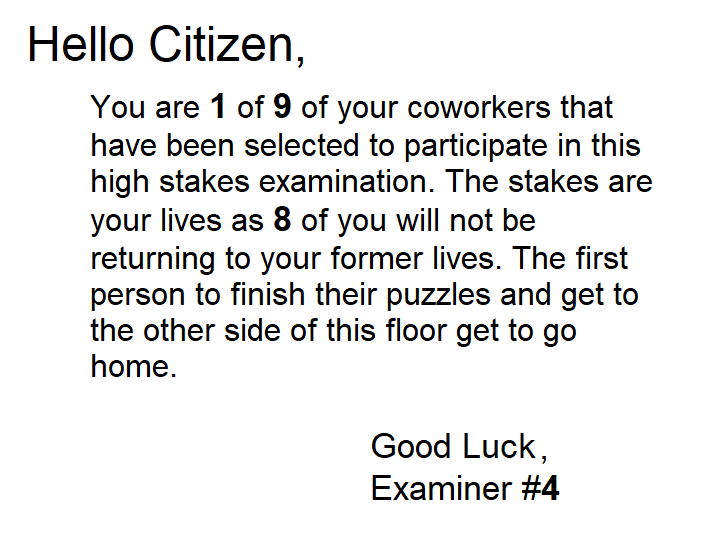 Hello Citizen,
You are 1 of 9 of your coworkers that
have been selected to participate in this
high stakes examination. The stakes are
your lives as 8 of you will not be
returning to your former lives. The first
person to finish their puzzles and get to
the other side of this floor get to go
home.
Good Luck,
Examiner #4